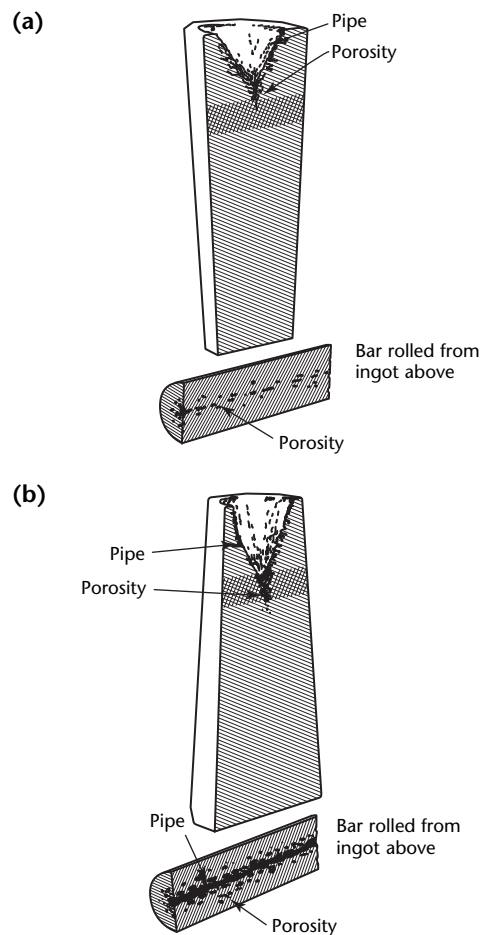 (a)
Pipe
Porosity
Bar rolled from
ingot above
Porosity
(b)
Pipe
Porosity
Pipe
Bar rolled from
ingot above
Porosity